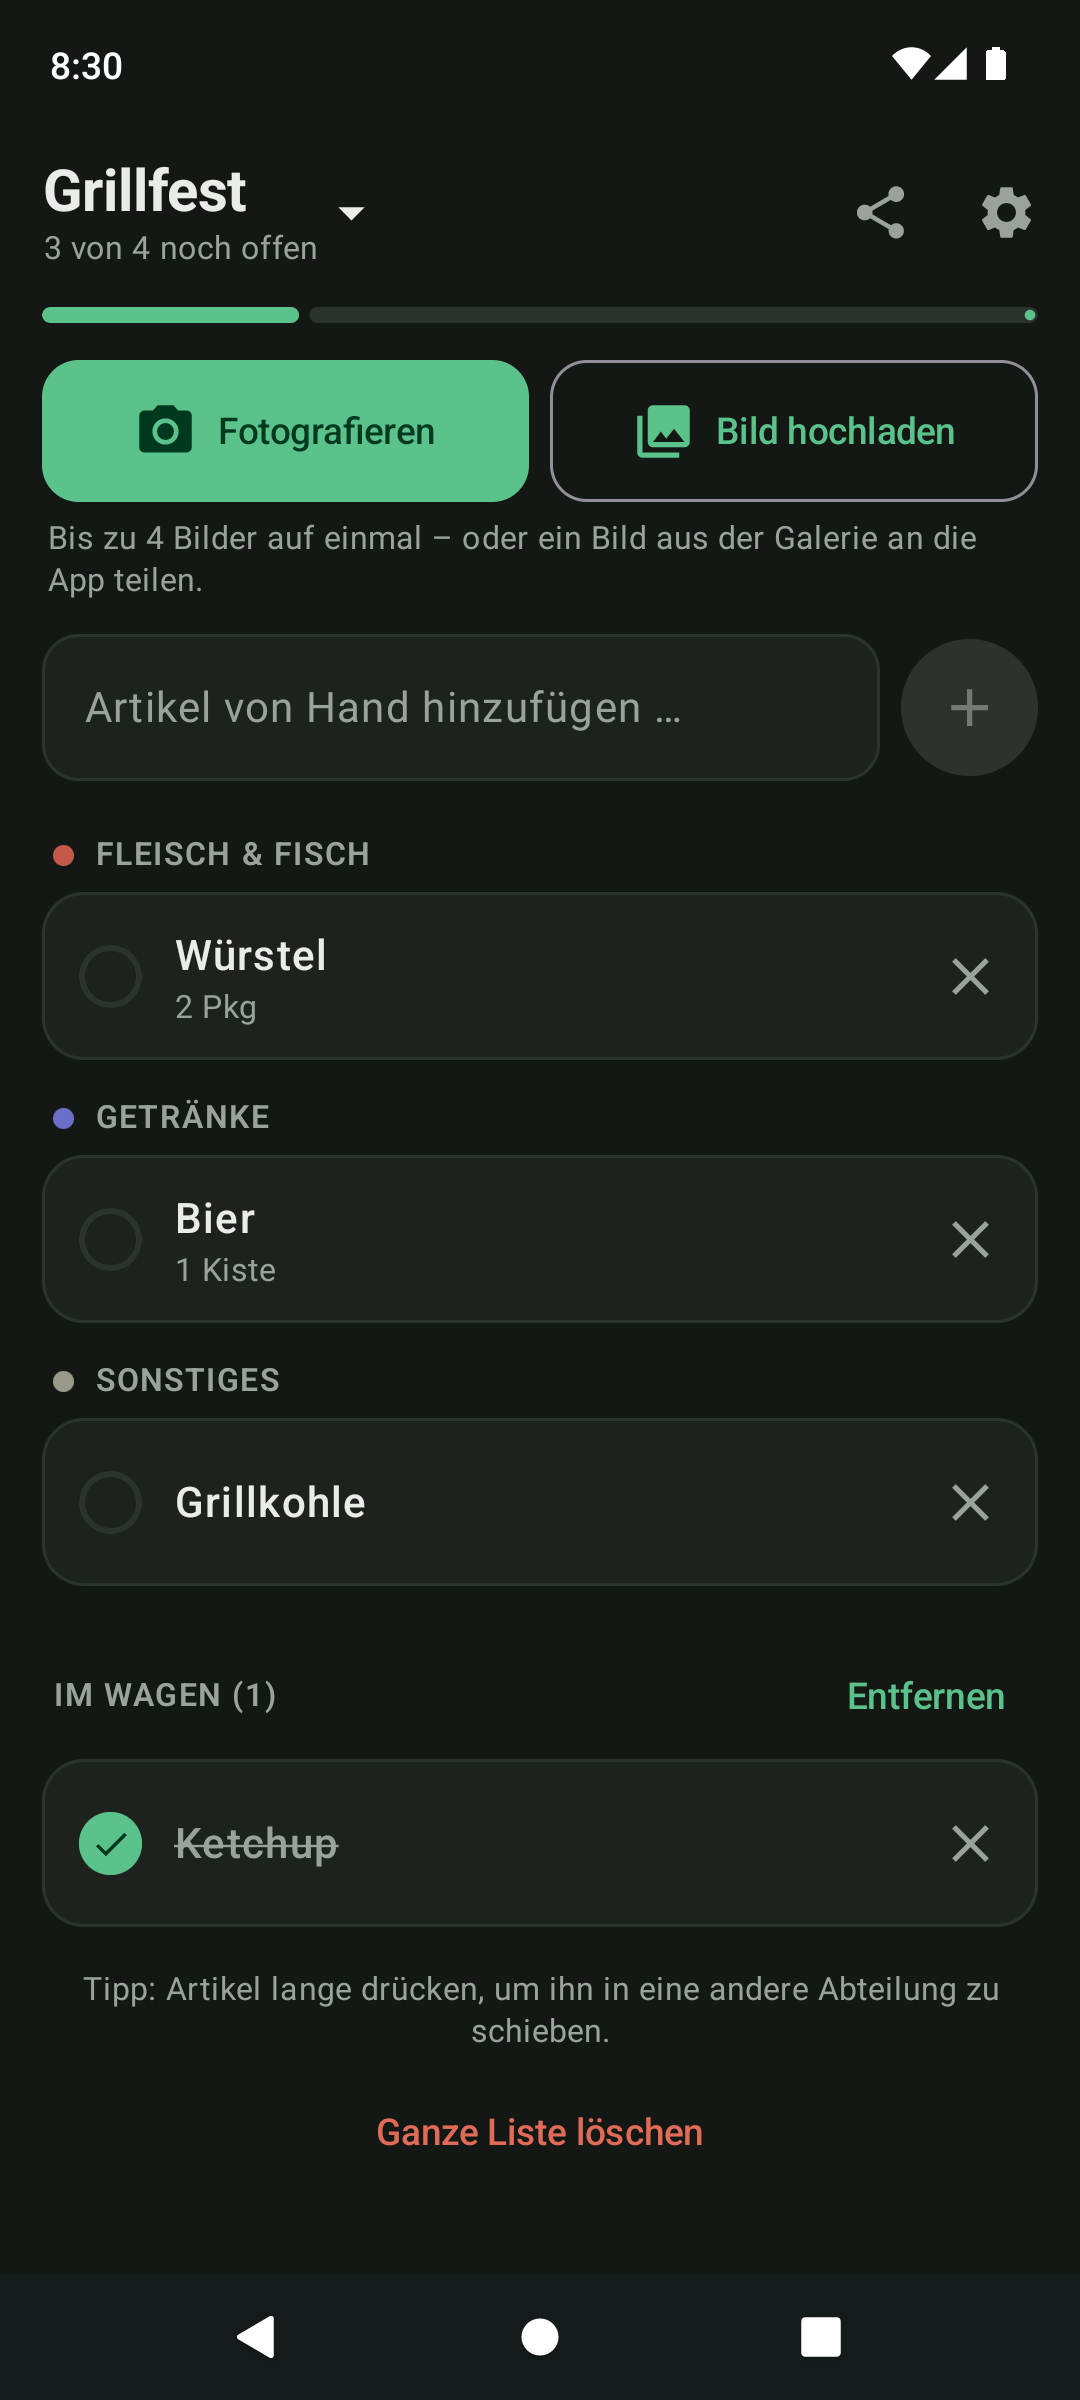 8:30
Grillfest
3 von 4 noch offen
Fotografieren
Bild hochladen
Bis zu 4 Bilder auf einmal – oder ein Bild aus der Galerie an die
App teilen.
Artikel von Hand hinzufügen …
FLEISCH & FISCH
Würstel
2 Pkg
GETRÄNKE
Bier
1 Kiste
SONSTIGES
Grillkohle
IM WAGEN (1)
Entfernen
Ketchup
Tipp: Artikel lange drücken, um ihn in eine andere Abteilung zu
schieben.
Ganze Liste löschen